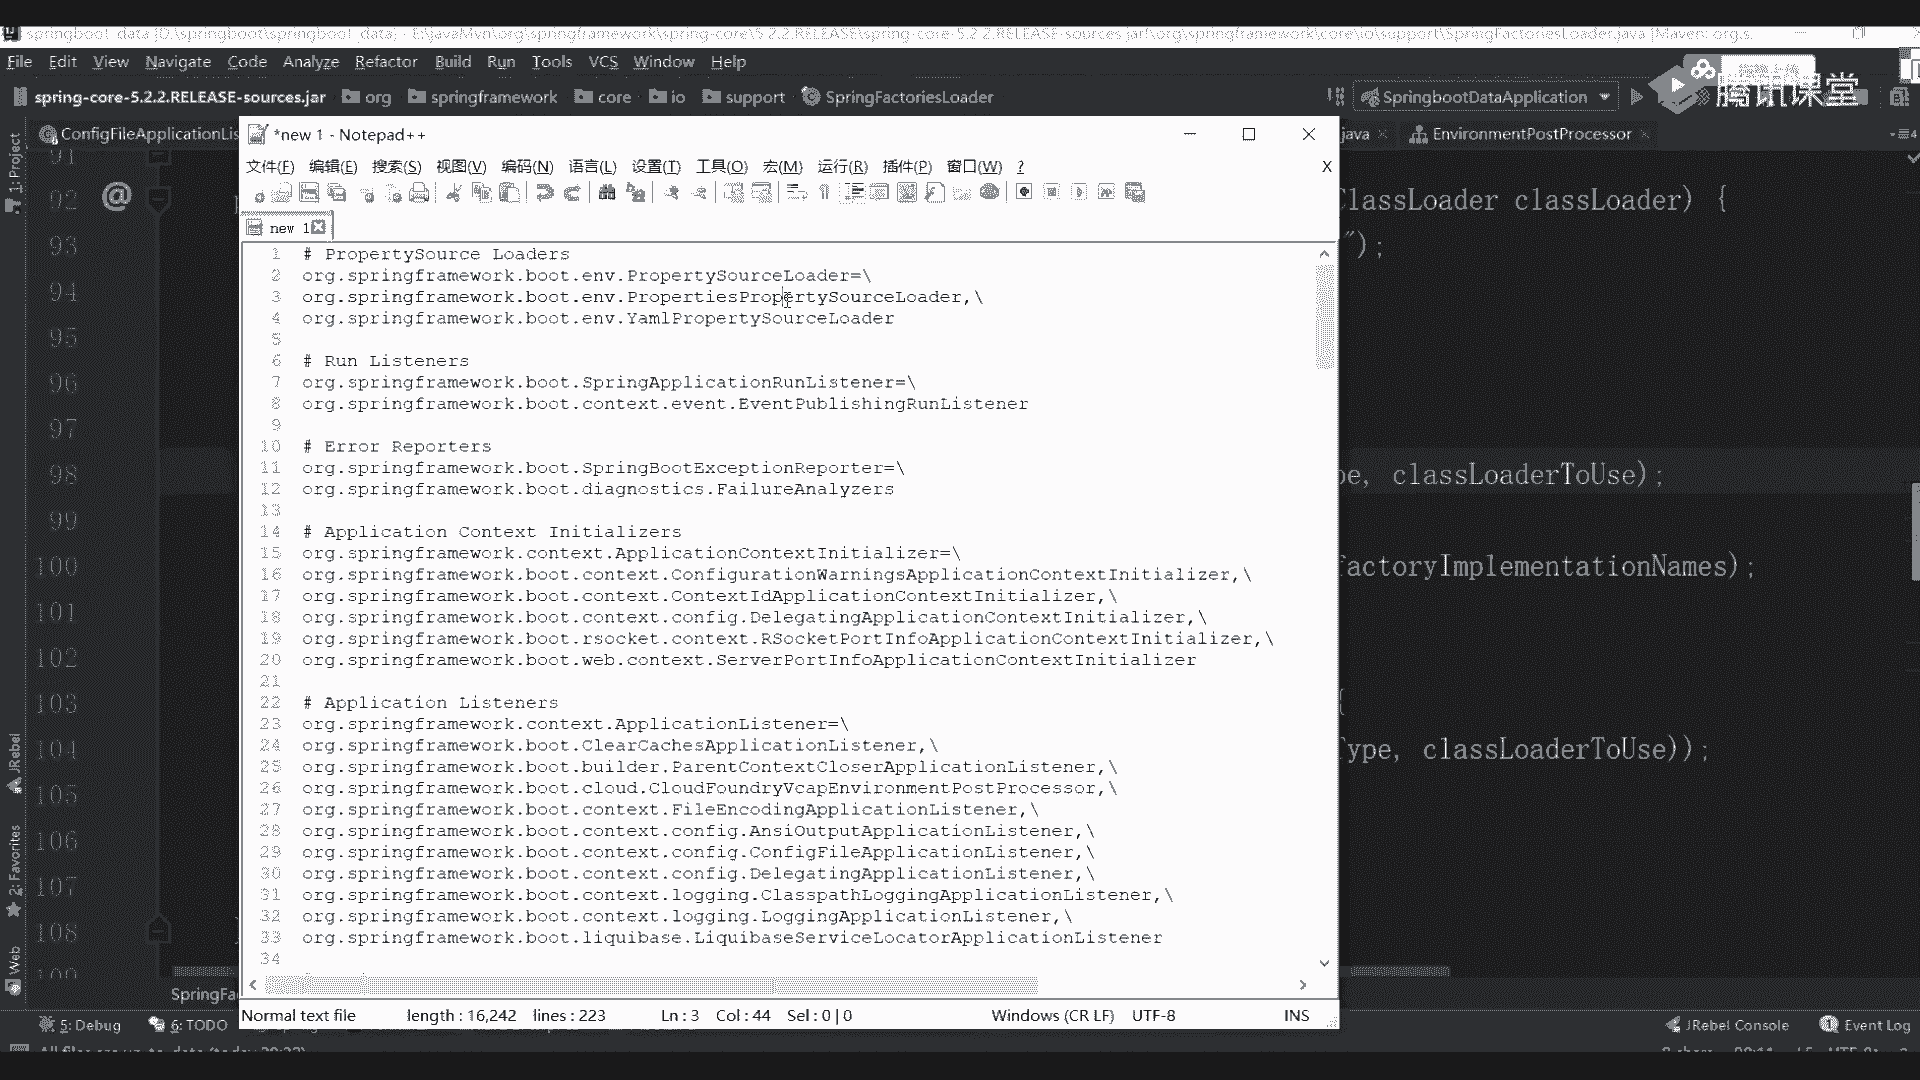 springboot_data [D:\springboot\springboot_data] - E:\javaMvn\org\springframework\spring-core\5.2.2.RELEASE\spring-core-5.2.2.RELEASE-sources.jar!\org\springframework\core\io\support\SpringFactoriesLoader.java [Maven: org.s
File Edit View Navigate Code Analyze Refactor Build Run Tools VCS Window Help
spring-core-5.2.2.RELEASE-sources.jar org springframework core io support SpringFactoriesLoader SpringbootDataApplication
腾讯课堂
ConfigFileApplicationLis
java EnvironmentPostProcessor
*new 1 - Notepad++
文件(F) 编辑(E) 搜索(S) 视图(V) 编码(N) 语言(L) 设置(T) 工具(O) 宏(M) 运行(R) 插件(P) 窗口(W) ? X
new 1
1 # PropertySource Loaders
2 org.springframework.boot.env.PropertySourceLoader=\
3 org.springframework.boot.env.PropertiesPropertySourceLoader,\
4 org.springframework.boot.env.YamlPropertySourceLoader
5
6 # Run Listeners
7 org.springframework.boot.SpringApplicationRunListener=\
8 org.springframework.boot.context.event.EventPublishingRunListener
9
10 # Error Reporters
11 org.springframework.boot.SpringBootExceptionReporter=\
12 org.springframework.boot.diagnostics.FailureAnalyzers
13
14 # Application Context Initializers
15 org.springframework.context.ApplicationContextInitializer=\
16 org.springframework.boot.context.ConfigurationWarningsApplicationContextInitializer,\
17 org.springframework.boot.context.ContextIdApplicationContextInitializer,\
18 org.springframework.boot.context.config.DelegatingApplicationContextInitializer,\
19 org.springframework.boot.rsocket.context.RSocketPortInfoApplicationContextInitializer,\
20 org.springframework.boot.web.context.ServerPortInfoApplicationContextInitializer
21
22 # Application Listeners
23 org.springframework.context.ApplicationListener=\
24 org.springframework.boot.ClearCachesApplicationListener,\
25 org.springframework.boot.builder.ParentContextCloserApplicationListener,\
26 org.springframework.boot.cloud.CloudFoundryVcapEnvironmentPostProcessor,\
27 org.springframework.boot.context.FileEncodingApplicationListener,\
28 org.springframework.boot.context.config.AnsiOutputApplicationListener,\
29 org.springframework.boot.context.config.ConfigFileApplicationListener,\
30 org.springframework.boot.context.config.DelegatingApplicationListener,\
31 org.springframework.boot.context.logging.ClasspathLoggingApplicationListener,\
32 org.springframework.boot.context.logging.LoggingApplicationListener,\
33 org.springframework.boot.liquibase.LiquibaseServiceLocatorApplicationListener
34
Normal text file length : 16,242 lines : 223 Ln : 3 Col : 44 Sel : 0 | 0 Windows (CR LF) UTF-8 INS
91
92 @ ClassLoader classLoader) {
93 ");
94
95
96
97
98 pe, classLoaderToUse);
99
100 factoryImplementationNames);
101
102
103 {
104 Type, classLoaderToUse));
105
106
107
108
109
1: Project
JRebel
2: Favorites
Web
SpringFa
5: Debug 6: TODO JRebel Console Event Log